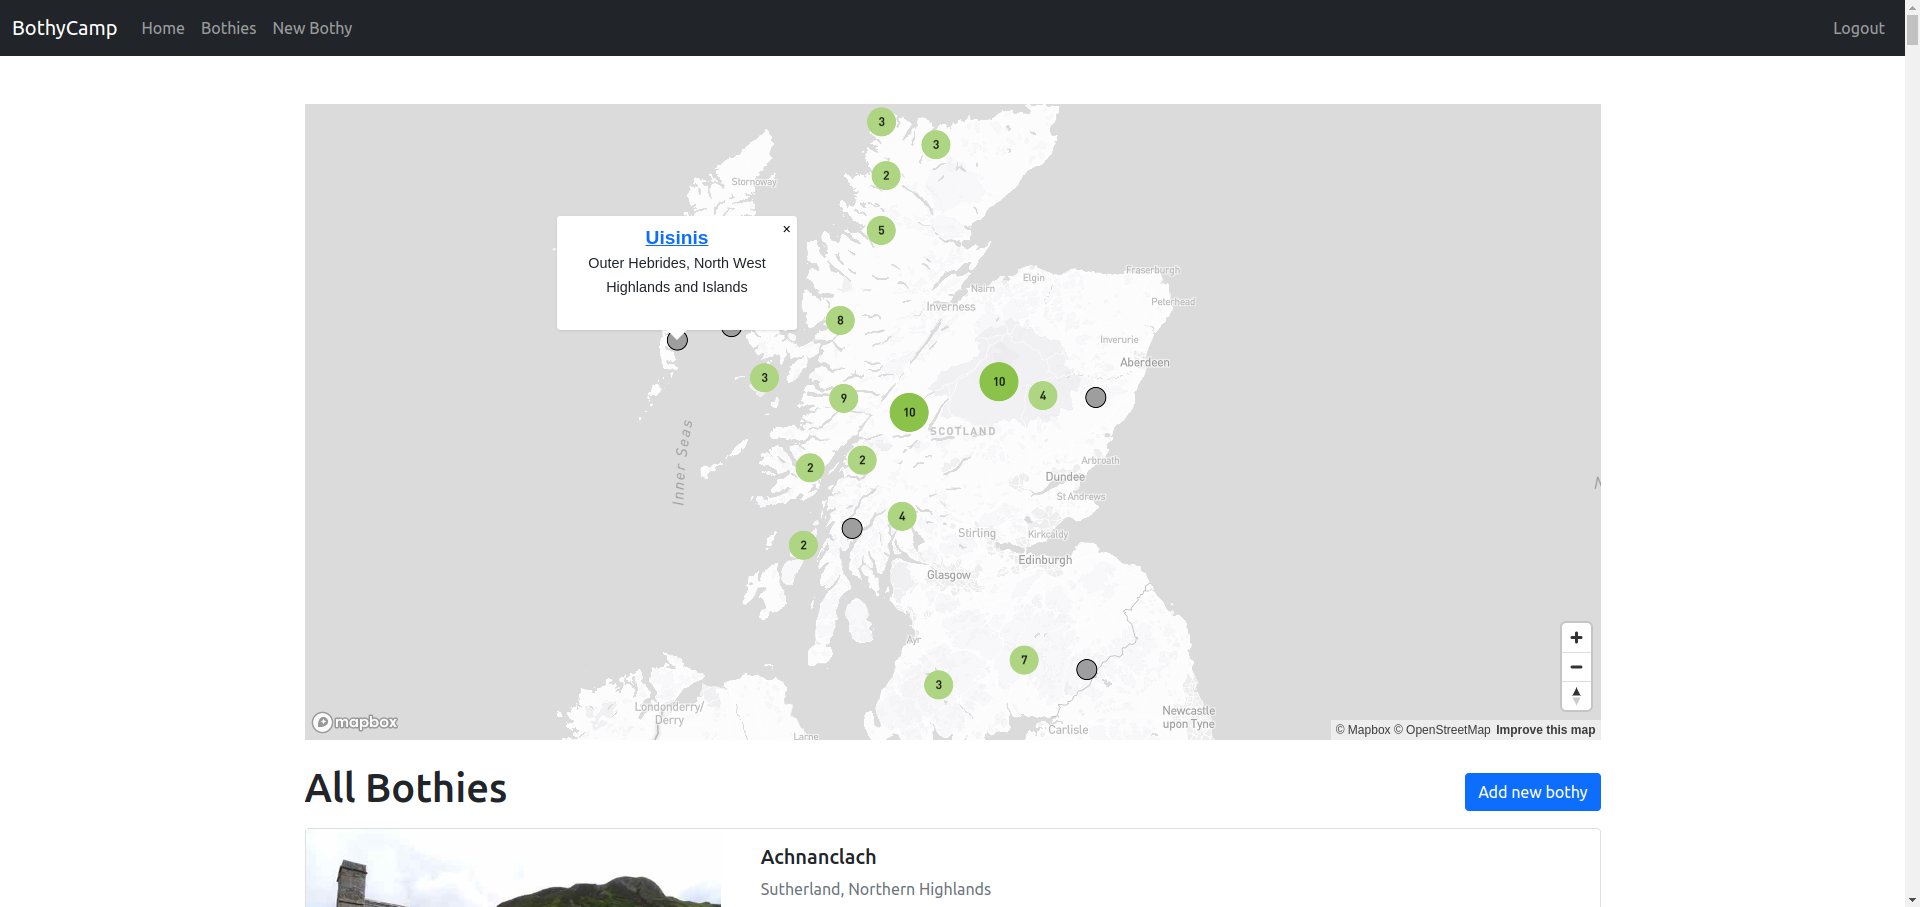 BothyCamp Home Bothies New Bothy Logout
3
3
2
Stornoway
5
Uisinis
×
Outer Hebrides, North West
Highlands and Islands
Fraserburgh
Elgin
Nairn
Peterhead
Inverness
8
Inverurie
Aberdeen
3
10
4
9
10
SCOTLAND
Inner Seas
2
2
Arbroath
Dundee
N
St Andrews
4
Stirling
Kirkcaldy
2
Edinburgh
Glasgow
Ayr
7
3
Londonderry/
Derry
Newcastle
upon Tyne
Carlisle
Larne
mapbox
© Mapbox © OpenStreetMap Improve this map
All Bothies
Add new bothy
Achnanclach
Sutherland, Northern Highlands